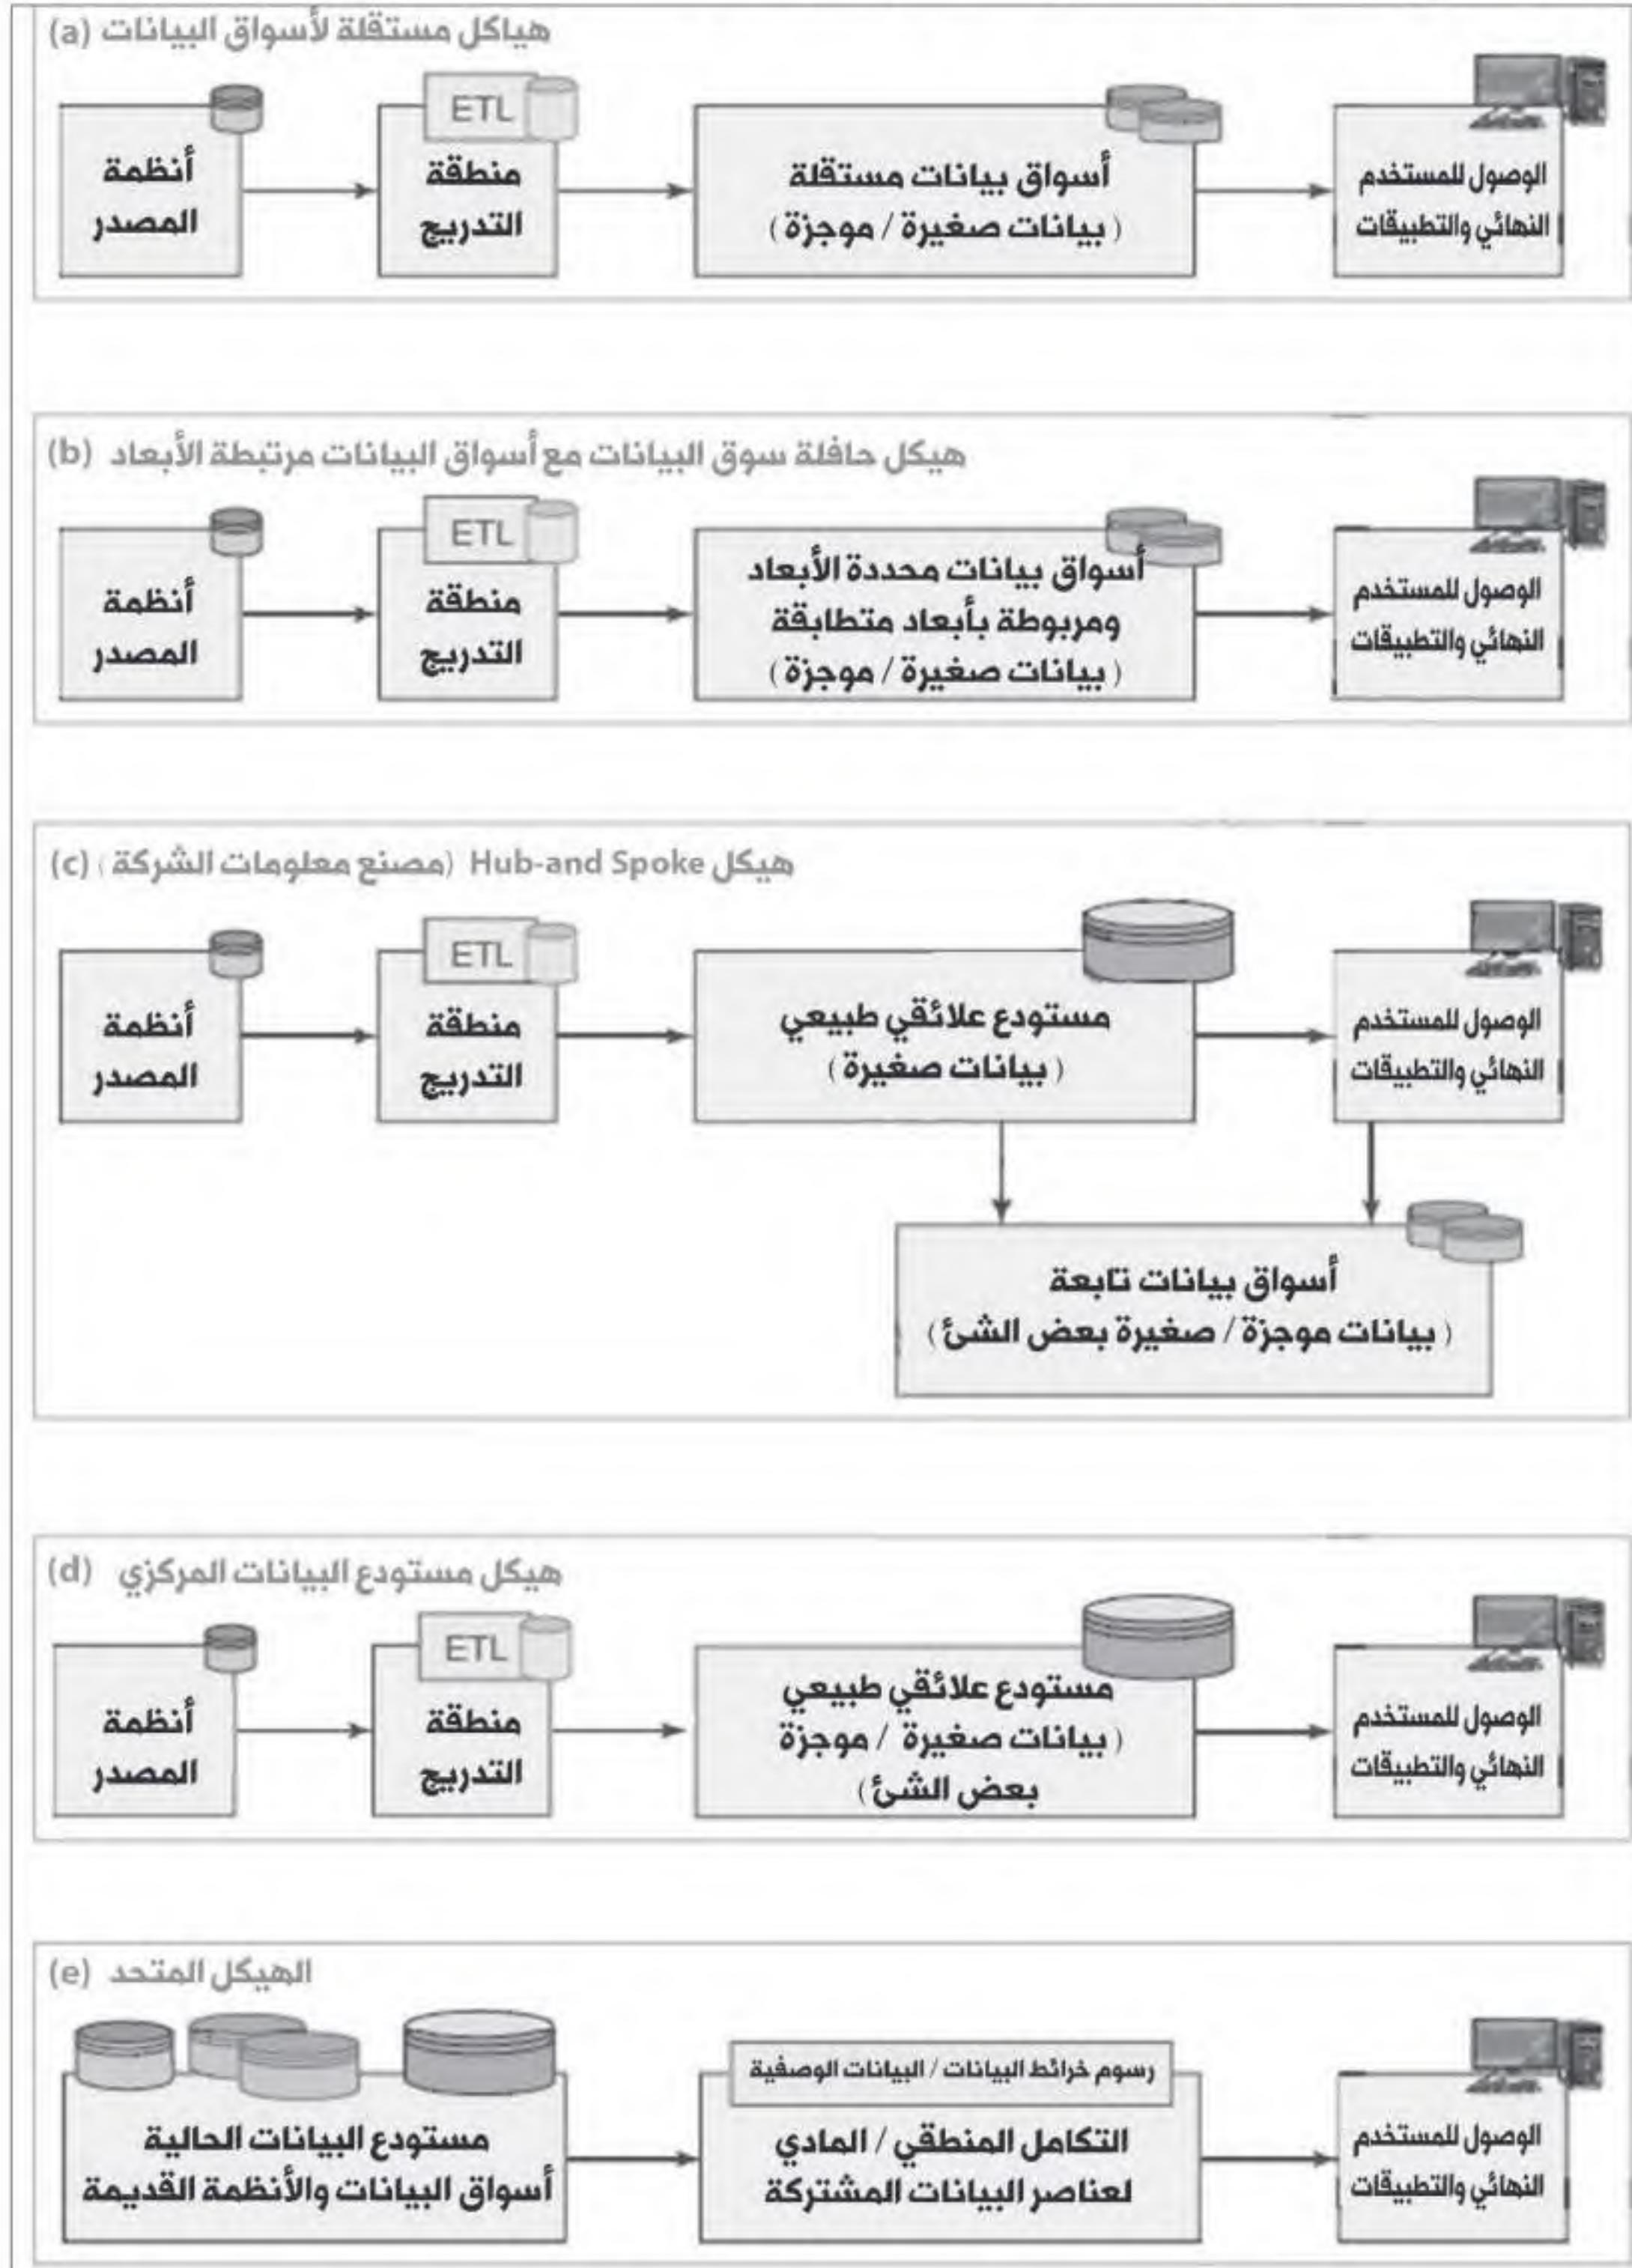 (a) هياكل مستقلة لأسواق البيانات
أنظمة
المصدر
ETL
منطقة
التدريج
أسواق بيانات مستقلة
( بيانات صغيرة / موجزة )
الوصول للمستخدم
النهائي والتطبيقات
(b) هيكل حافلة سوق البيانات مع أسواق البيانات مرتبطة الأبعاد
أنظمة
المصدر
ETL
منطقة
التدريج
أسواق بيانات محددة الأبعاد
ومربوطة بأبعاد متطابقة
( بيانات صغيرة / موجزة )
الوصول للمستخدم
النهائي والتطبيقات
(c) هيكل Hub-and Spoke (مصنع معلومات الشركة )
أنظمة
المصدر
ETL
منطقة
التدريج
مستودع علائقي طبيعي
( بيانات صغيرة )
الوصول للمستخدم
النهائي والتطبيقات
أسواق بيانات تابعة
( بيانات موجزة / صغيرة بعض الشئ )
(d) هيكل مستودع البيانات المركزي
أنظمة
المصدر
ETL
منطقة
التدريج
مستودع علائقي طبيعي
( بيانات صغيرة / موجزة
بعض الشئ )
الوصول للمستخدم
النهائي والتطبيقات
(e) الهيكل المتحد
مستودع البيانات الحالية
أسواق البيانات والأنظمة القديمة
رسوم خرائط البيانات / البيانات الوصفية
التكامل المنطقي / المادي
لعناصر البيانات المشتركة
الوصول للمستخدم
النهائي والتطبيقات